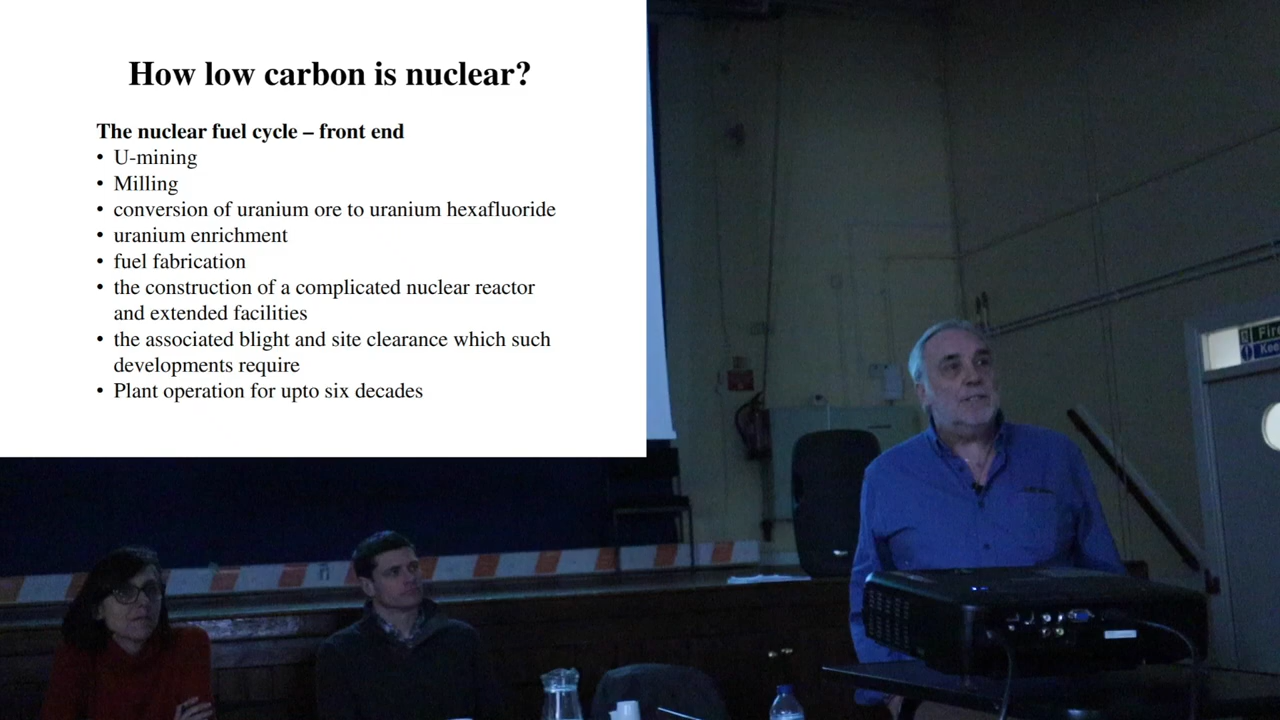 How low carbon is nuclear?
The nuclear fuel cycle – front end
• U-mining
• Milling
• conversion of uranium ore to uranium hexafluoride
• uranium enrichment
• fuel fabrication
• the construction of a complicated nuclear reactor
and extended facilities
• the associated blight and site clearance which such
developments require
• Plant operation for upto six decades
Fire
Keep